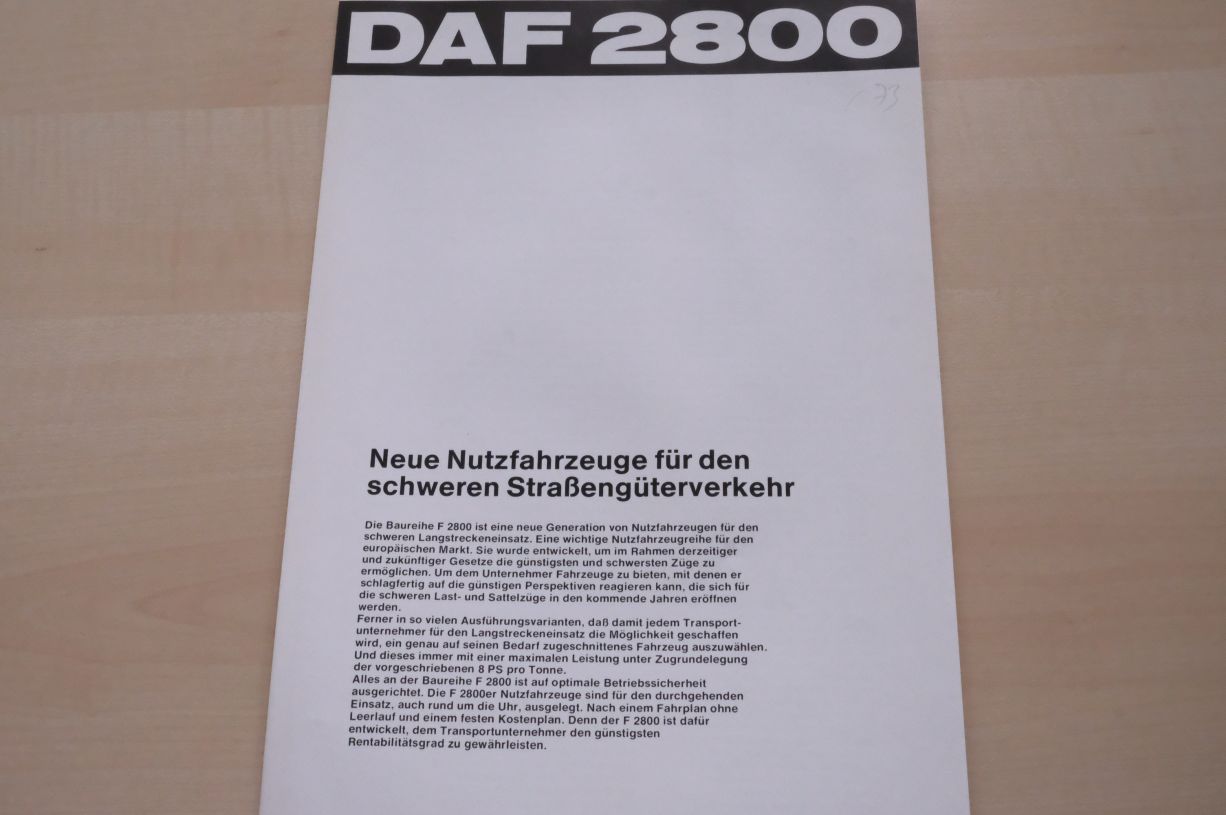 DAF 2800
73
Neue Nutzfahrzeuge für den
schweren Straßengüterverkehr
Die Baureihe F 2800 ist eine neue Generation von Nutzfahrzeugen für den
schweren Langstreckeneinsatz. Eine wichtige Nutzfahrzeugreihe für den
europäischen Markt. Sie wurde entwickelt, um im Rahmen derzeitiger
und zukünftiger Gesetze die günstigsten und schwersten Züge zu
ermöglichen. Um dem Unternehmer Fahrzeuge zu bieten, mit denen er
schlagfertig auf die günstigen Perspektiven reagieren kann, die sich für
die schweren Last- und Sattelzüge in den kommende Jahren eröffnen
werden.
Ferner in so vielen Ausführungsvarianten, daß damit jedem Transport-
unternehmer für den Langstreckeneinsatz die Möglichkeit geschaffen
wird, ein genau auf seinen Bedarf zugeschnittenes Fahrzeug auszuwählen.
Und dieses immer mit einer maximalen Leistung unter Zugrundelegung
der vorgeschriebenen 8 PS pro Tonne.
Alles an der Baureihe F 2800 ist auf optimale Betriebssicherheit
ausgerichtet. Die F 2800er Nutzfahrzeuge sind für den durchgehenden
Einsatz, auch rund um die Uhr, ausgelegt. Nach einem Fahrplan ohne
Leerlauf und einem festen Kostenplan. Denn der F 2800 ist dafür
entwickelt, dem Transportunternehmer den günstigsten
Rentabilitätsgrad zu gewährleisten.